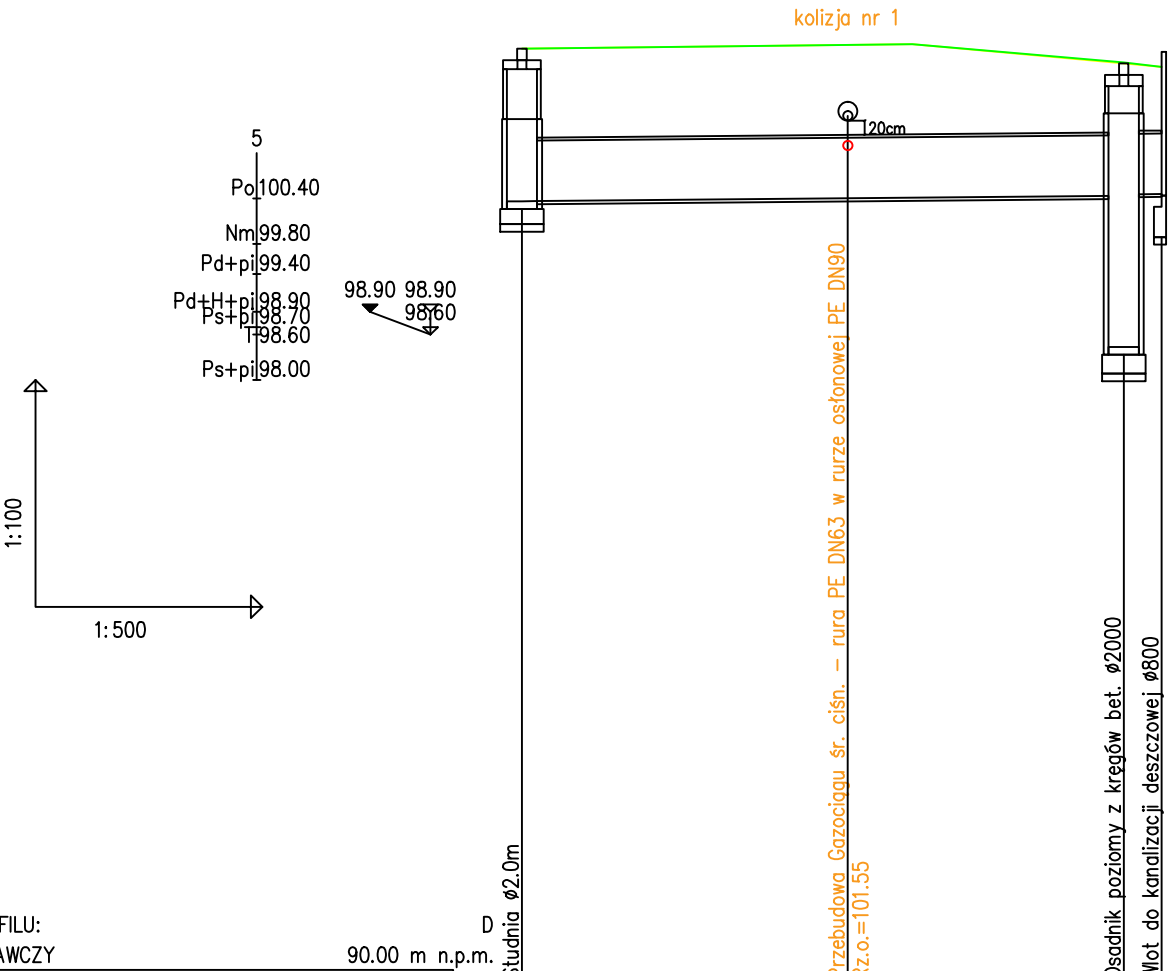 kolizja nr 1
20cm
5
Po 100.40
Nm 99.80
Pd+pi 99.40
Pd+H+pi 98.90
Ps+pi 98.70
T 98.60
Ps+pi 98.00
98.90 98.90
98.60
1:100
1:500
Przebudowa Gazociągu śr. ciśn. – rura PE DN63 w rurze osłonowej PE DN90
Rz.o.=101.55
Studnia ø2.0m
Osadnik poziomy z kręgów bet. ø2000
Wlot do kanalizacji deszczowej ø800
FILU: D
AWCZY 90.00 m n.p.m.